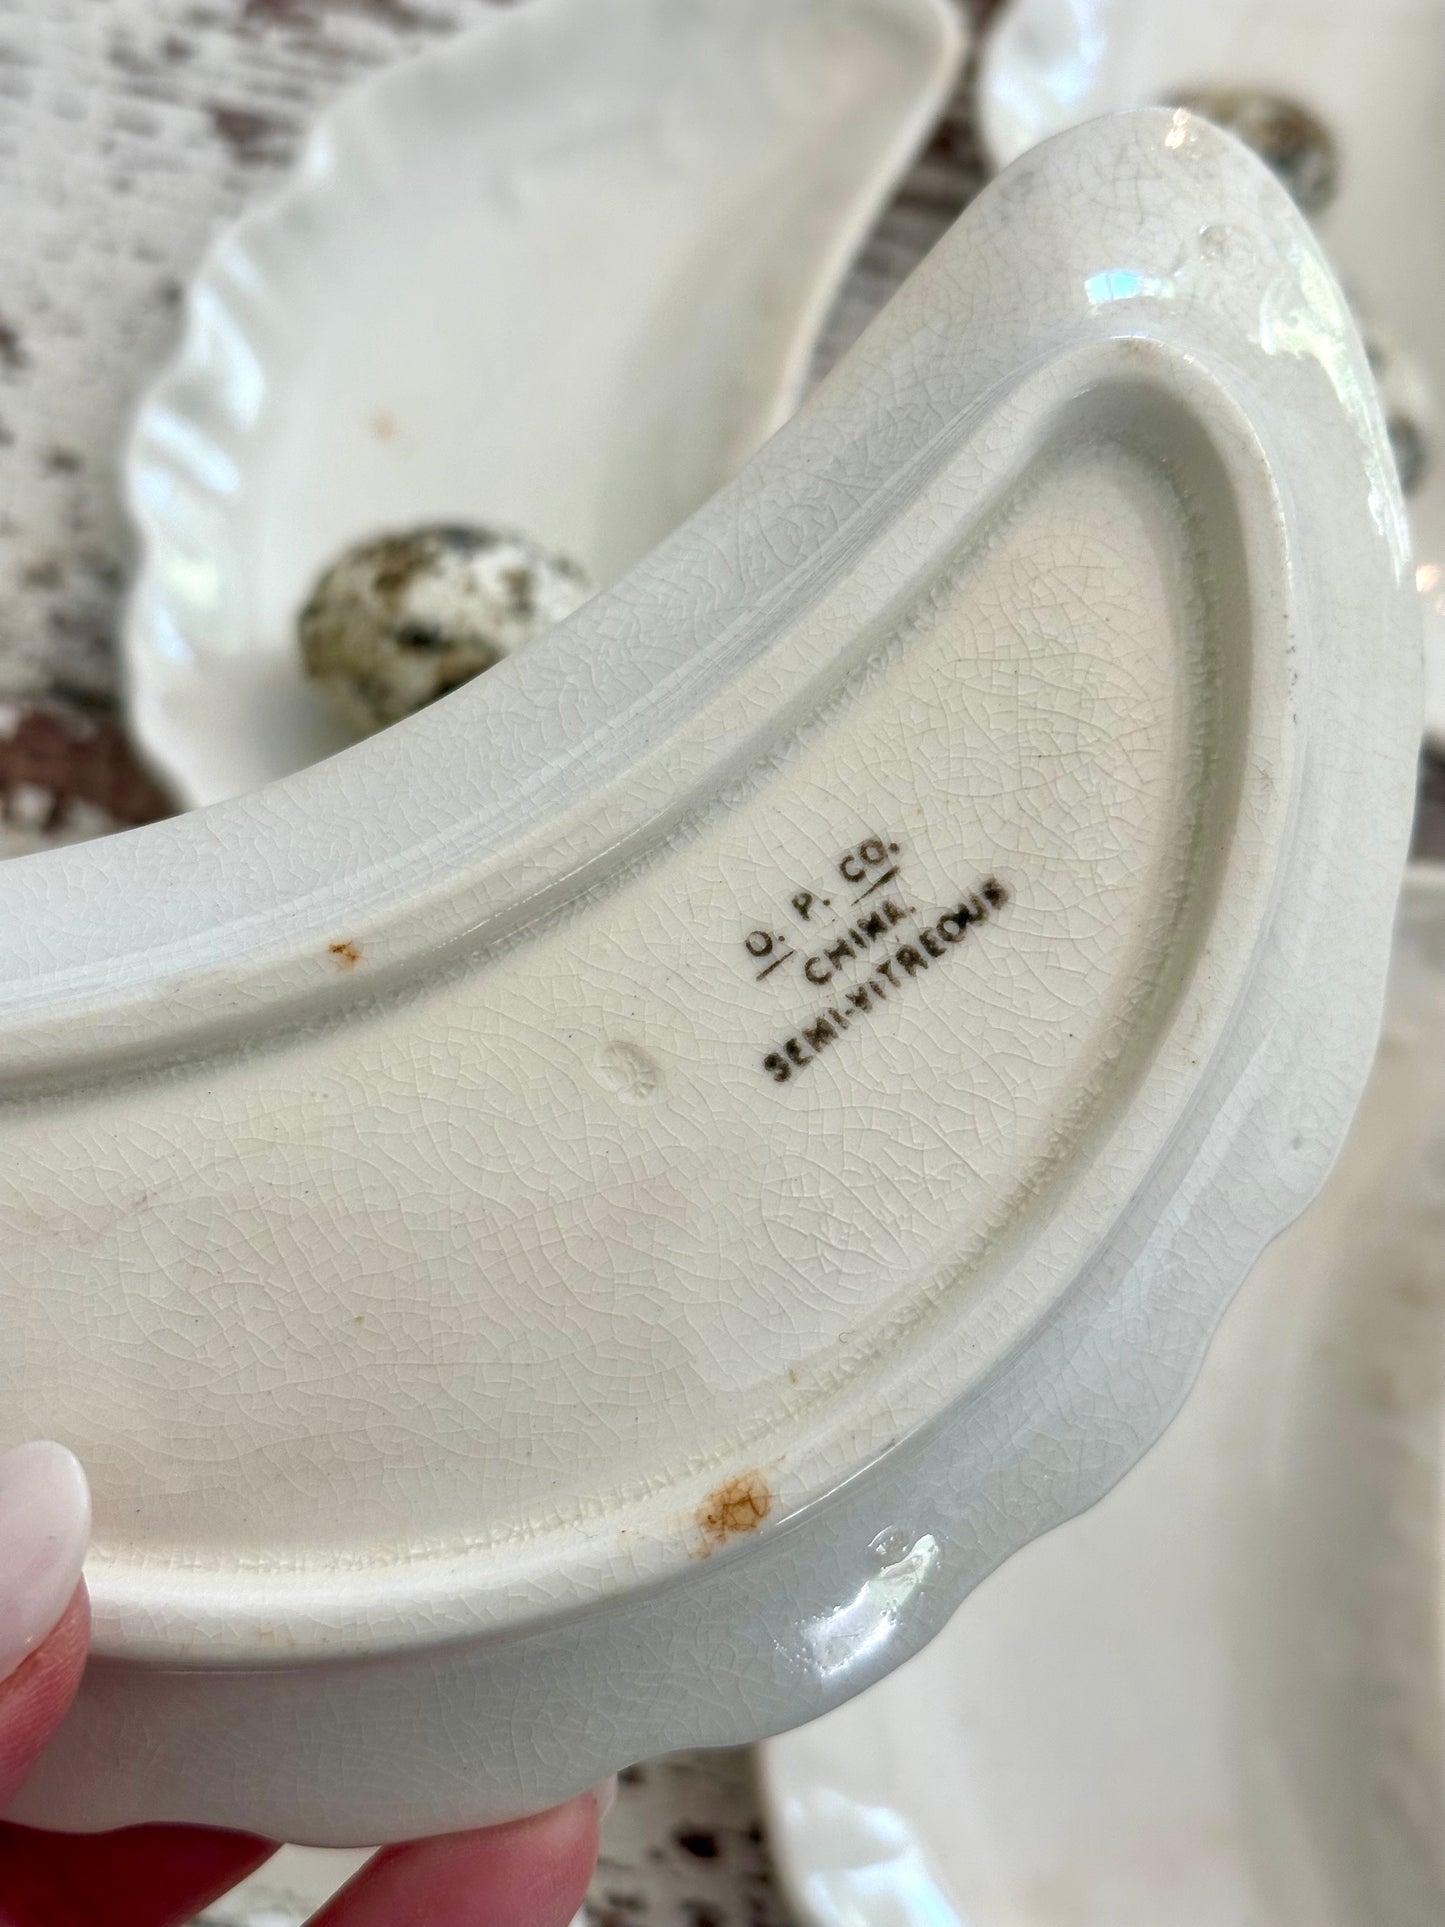 O. P. CO.
CHINA.
SEMI-VITREOUS